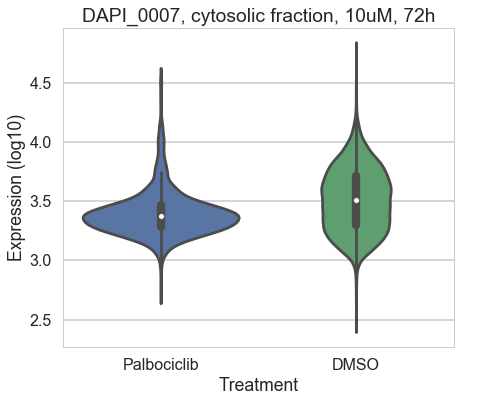 DAPI_0007, cytosolic fraction, 10uM, 72h
Expression (log10)
4.5
4.0
3.5
3.0
2.5
Palbociclib DMSO
Treatment